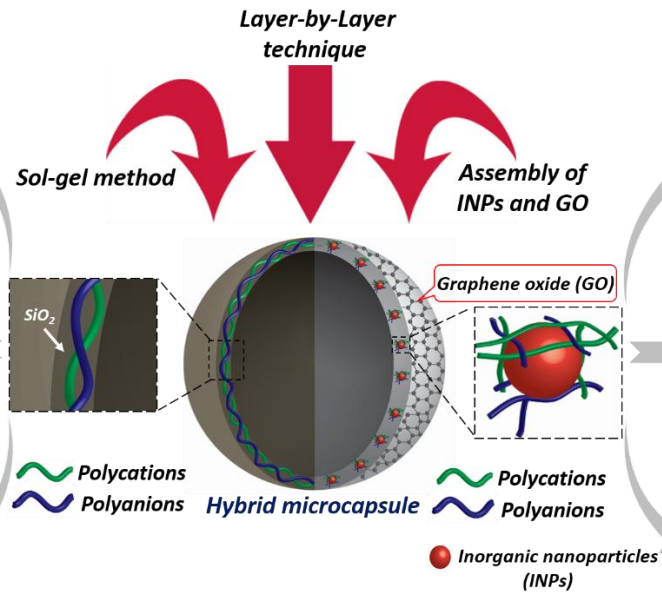 Layer-by-Layer
technique
Sol-gel method
Assembly of
INPs and GO
Graphene oxide (GO)
SiO2
Polycations
Polyanions
Hybrid microcapsule
Polycations
Polyanions
Inorganic nanoparticles
(INPs)